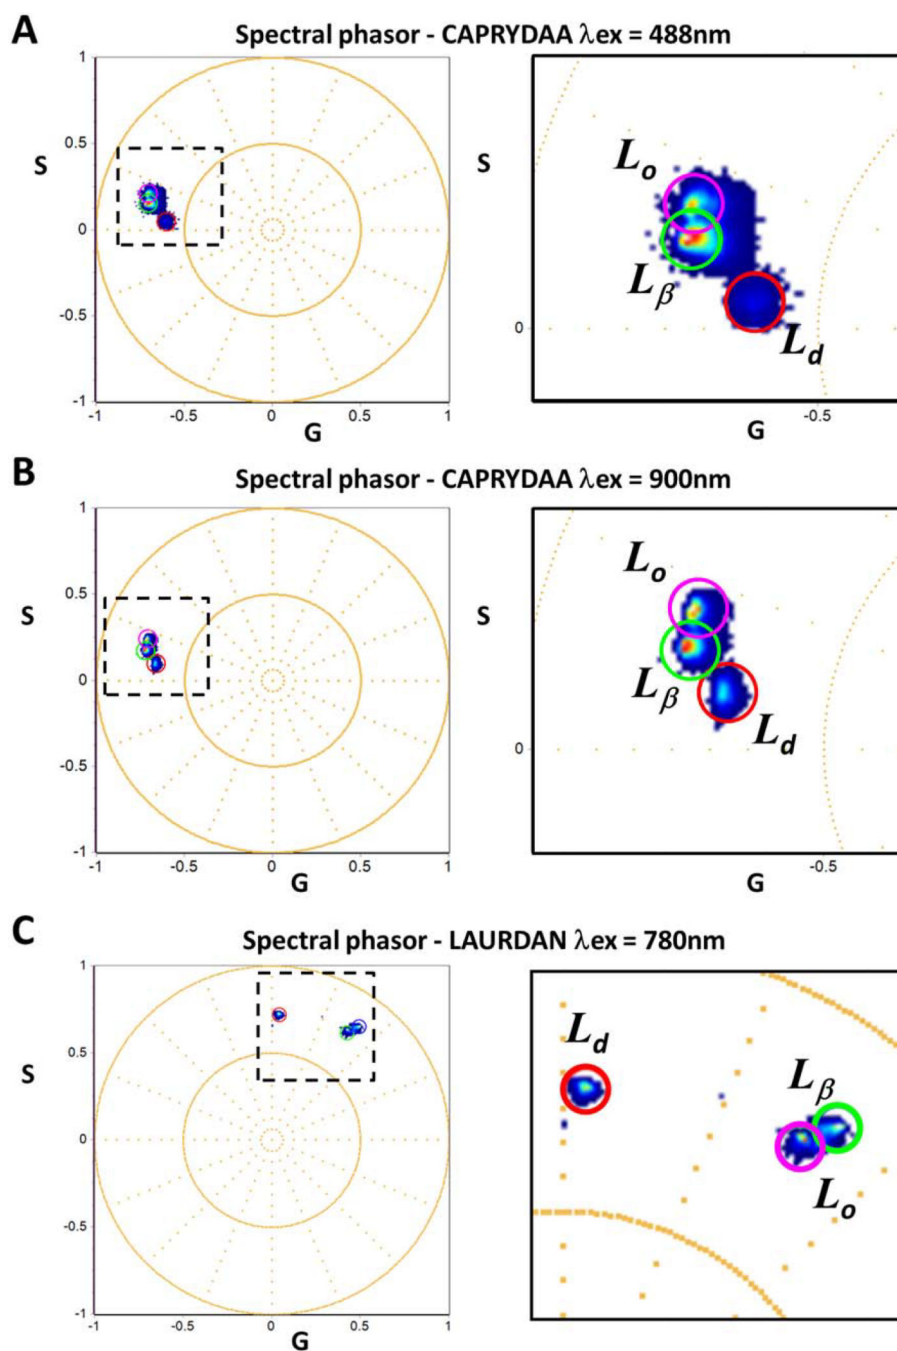 A
Spectral phasor - CAPRYDAA λex = 488nm
1
0.5
S
0
-0.5
-1
-1 -0.5 0 0.5 1
G
S
0
Lo
Lβ
Ld
-0.5
G
B
Spectral phasor - CAPRYDAA λex = 900nm
1
0.5
S
0
-0.5
-1
-1 -0.5 0 0.5 1
G
S
0
Lo
Lβ
Ld
-0.5
G
C
Spectral phasor - LAURDAN λex = 780nm
1
0.5
S
0
-0.5
-1
-1 -0.5 0 0.5 1
G
Ld
Lβ
Lo